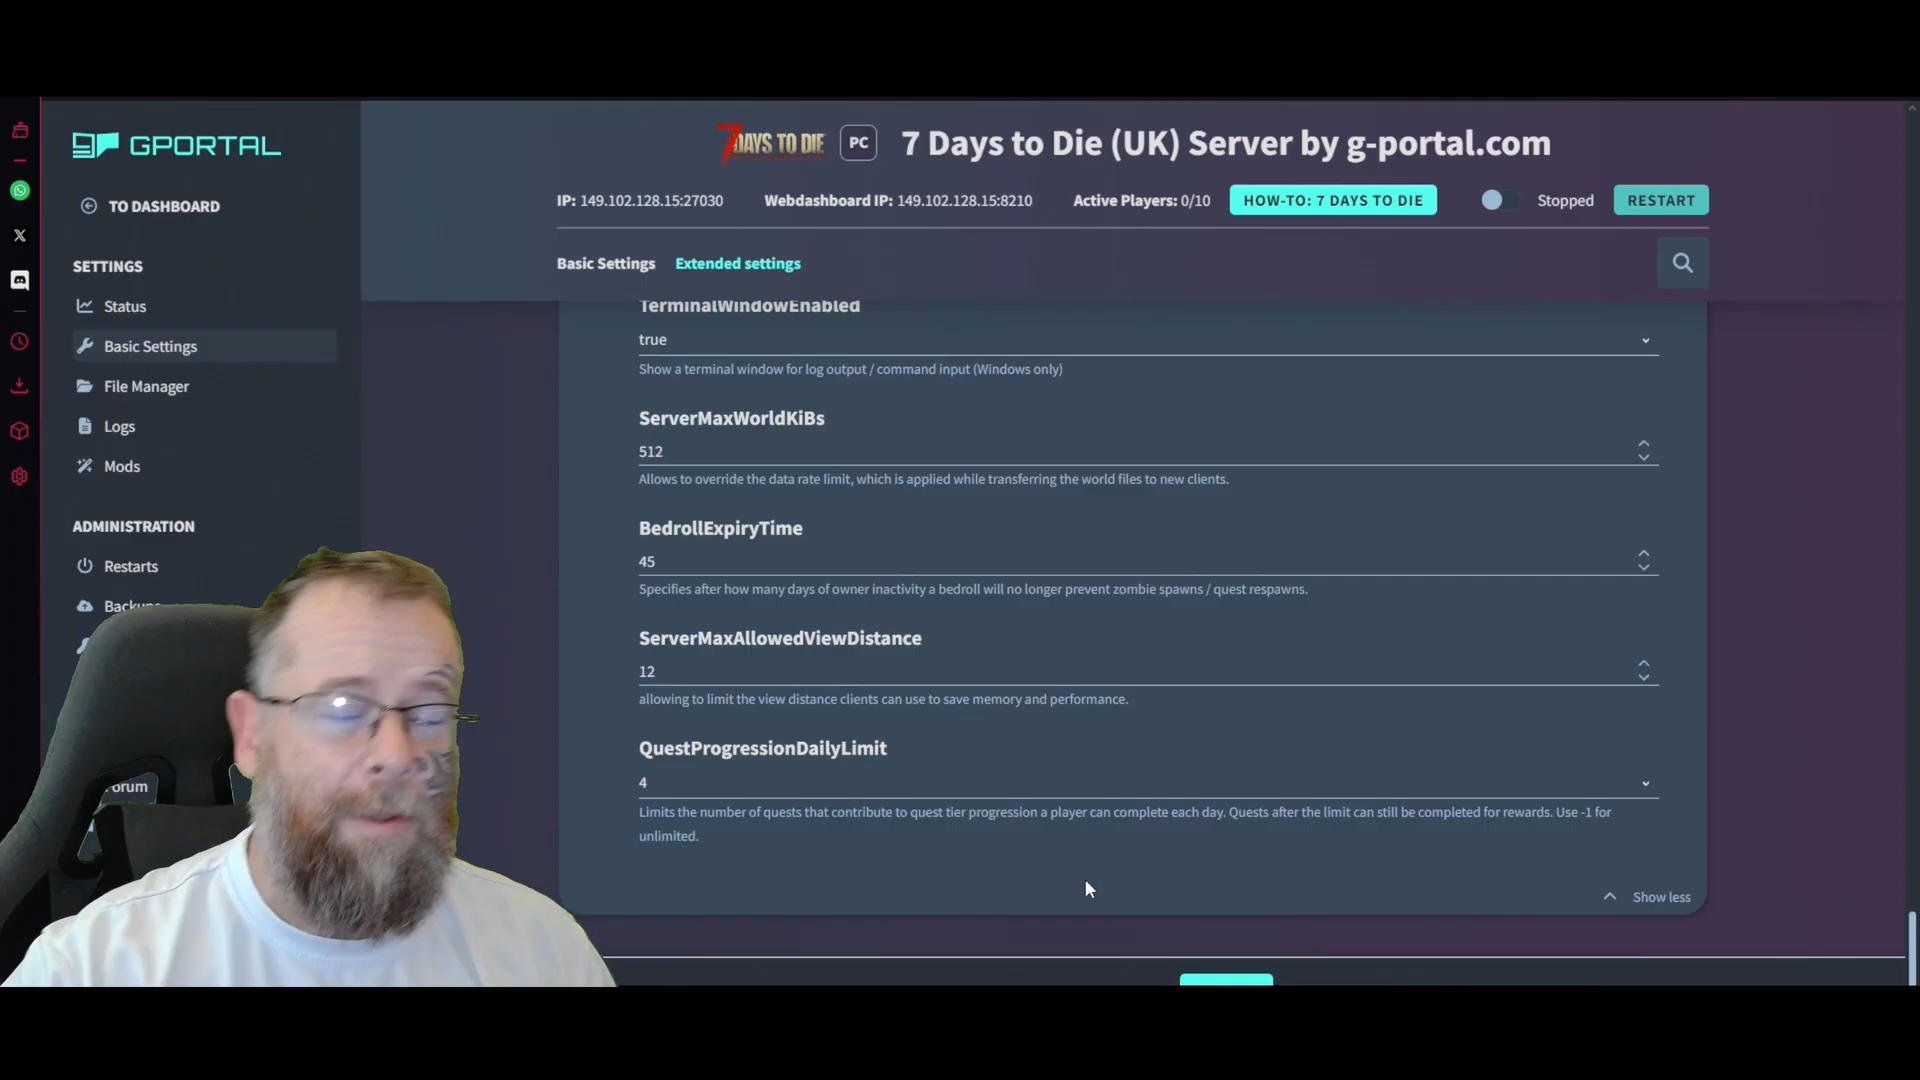 GPORTAL
7 DAYS TO DIE
PC
7 Days to Die (UK) Server by g-portal.com
TO DASHBOARD
IP: 149.102.128.15:27030
Webdashboard IP: 149.102.128.15:8210
Active Players: 0/10
HOW-TO: 7 DAYS TO DIE
Stopped
RESTART
SETTINGS
Status
Basic Settings
File Manager
Logs
Mods
ADMINISTRATION
Restarts
Backups
Basic Settings
Extended settings
TerminalWindowEnabled
true
Show a terminal window for log output / command input (Windows only)
ServerMaxWorldKiBs
512
Allows to override the data rate limit, which is applied while transferring the world files to new clients.
BedrollExpiryTime
45
Specifies after how many days of owner inactivity a bedroll will no longer prevent zombie spawns / quest respawns.
ServerMaxAllowedViewDistance
12
allowing to limit the view distance clients can use to save memory and performance.
QuestProgressionDailyLimit
4
Limits the number of quests that contribute to quest tier progression a player can complete each day. Quests after the limit can still be completed for rewards. Use -1 for
unlimited.
Show less